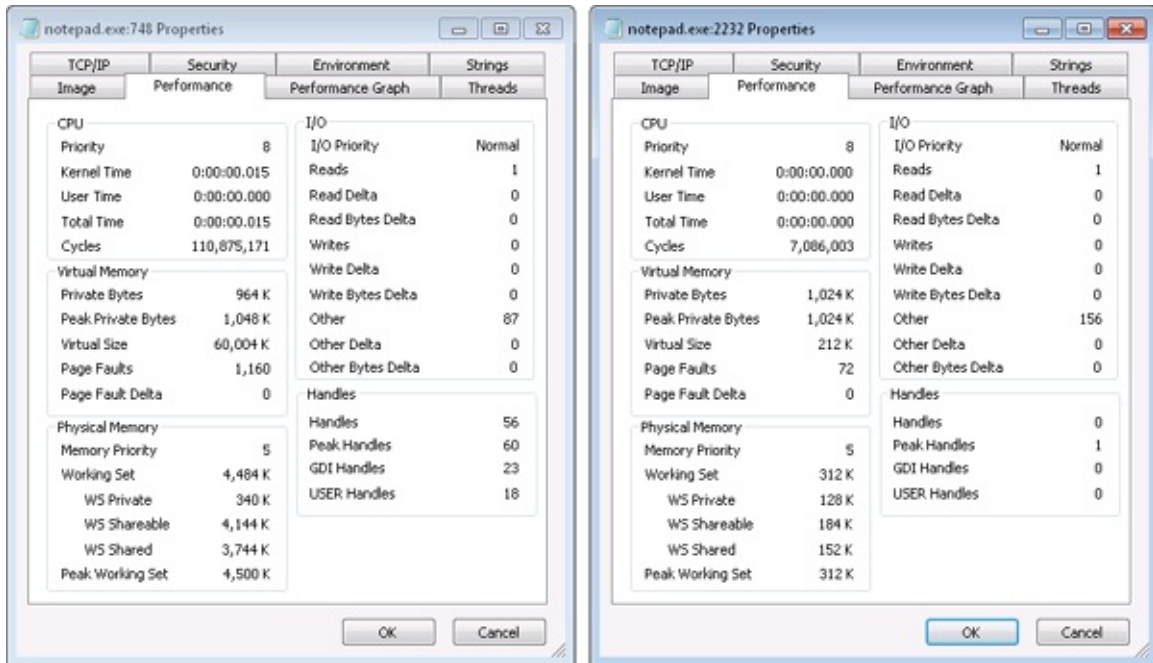 notepad.exe:748 Properties
TCP/IP Security Environment Strings
Image Performance Performance Graph Threads
CPU
Priority 8
Kernel Time 0:00:00.015
User Time 0:00:00.000
Total Time 0:00:00.015
Cycles 110,875,171
Virtual Memory
Private Bytes 964 K
Peak Private Bytes 1,048 K
Virtual Size 60,004 K
Page Faults 1,160
Page Fault Delta 0
Physical Memory
Memory Priority 5
Working Set 4,484 K
WS Private 340 K
WS Shareable 4,144 K
WS Shared 3,744 K
Peak Working Set 4,500 K
I/O
I/O Priority Normal
Reads 1
Read Delta 0
Read Bytes Delta 0
Writes 0
Write Delta 0
Write Bytes Delta 0
Other 87
Other Delta 0
Other Bytes Delta 0
Handles
Handles 56
Peak Handles 60
GDI Handles 23
USER Handles 18
OK Cancel
notepad.exe:2232 Properties
TCP/IP Security Environment Strings
Image Performance Performance Graph Threads
CPU
Priority 8
Kernel Time 0:00:00.000
User Time 0:00:00.000
Total Time 0:00:00.000
Cycles 7,086,003
Virtual Memory
Private Bytes 1,024 K
Peak Private Bytes 1,024 K
Virtual Size 212 K
Page Faults 72
Page Fault Delta 0
Physical Memory
Memory Priority 5
Working Set 312 K
WS Private 128 K
WS Shareable 184 K
WS Shared 152 K
Peak Working Set 312 K
I/O
I/O Priority Normal
Reads 1
Read Delta 0
Read Bytes Delta 0
Writes 0
Write Delta 0
Write Bytes Delta 0
Other 156
Other Delta 0
Other Bytes Delta 0
Handles
Handles 0
Peak Handles 1
GDI Handles 0
USER Handles 0
OK Cancel